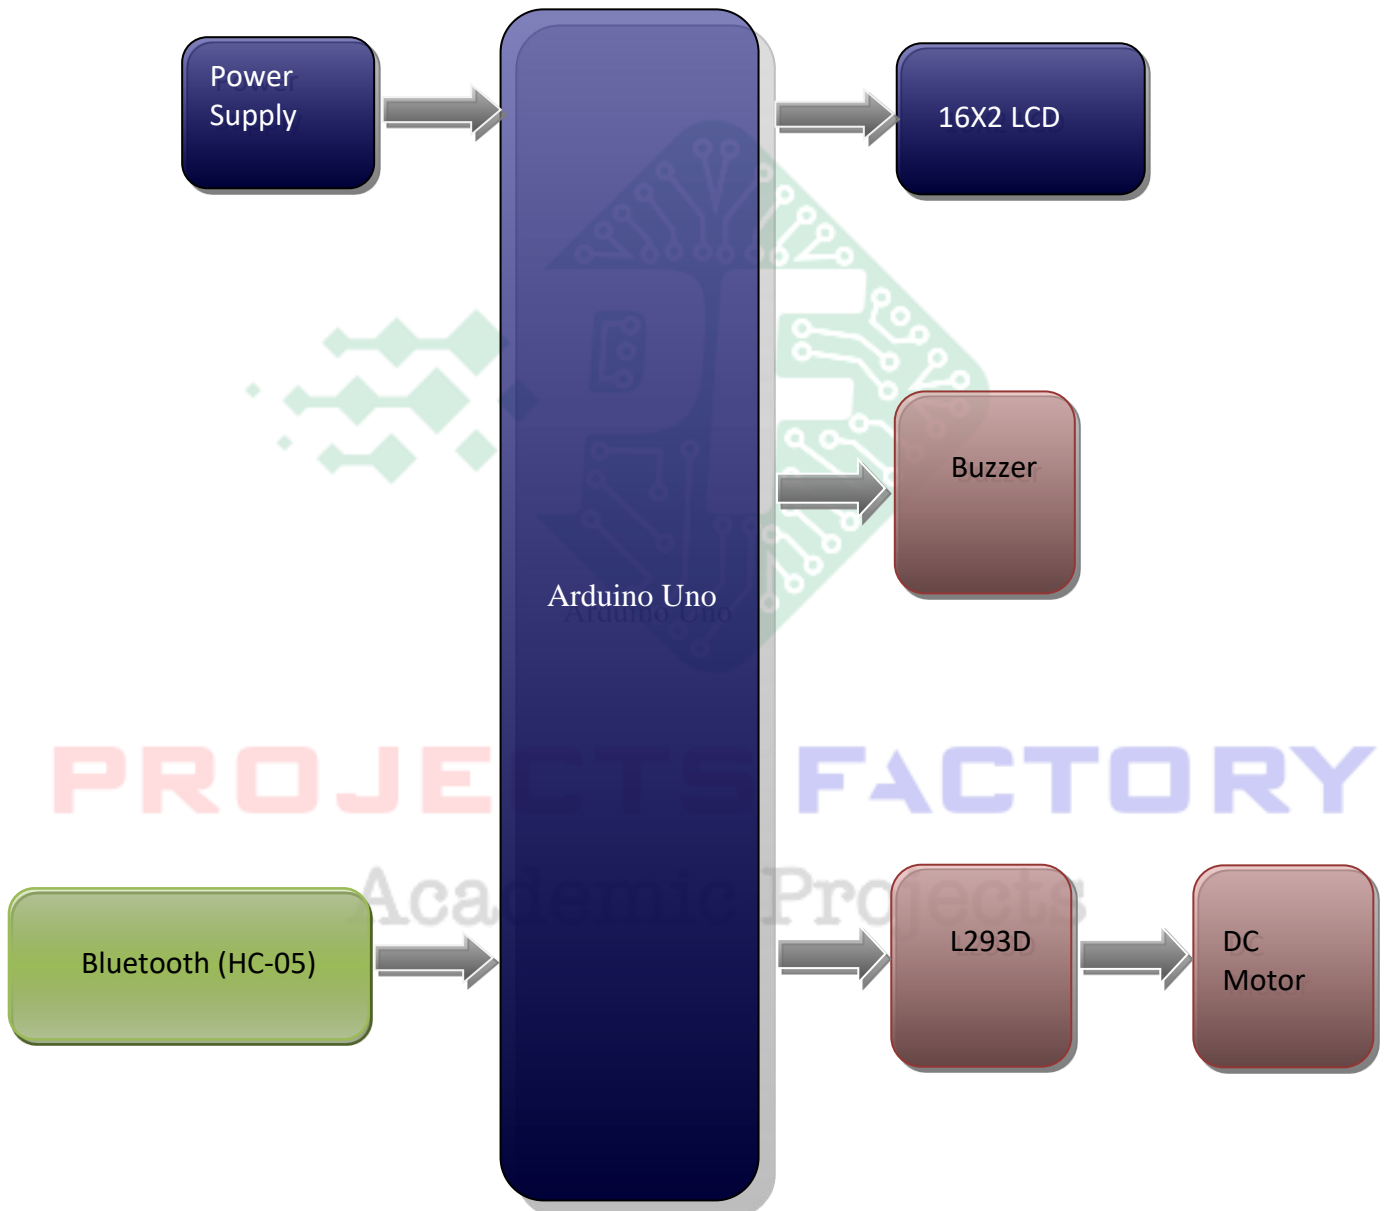 Power
Supply
16X2 LCD
Buzzer
Arduino Uno
PROJECTS FACTORY
Academic Projects
Bluetooth (HC-05)
L293D
DC
Motor